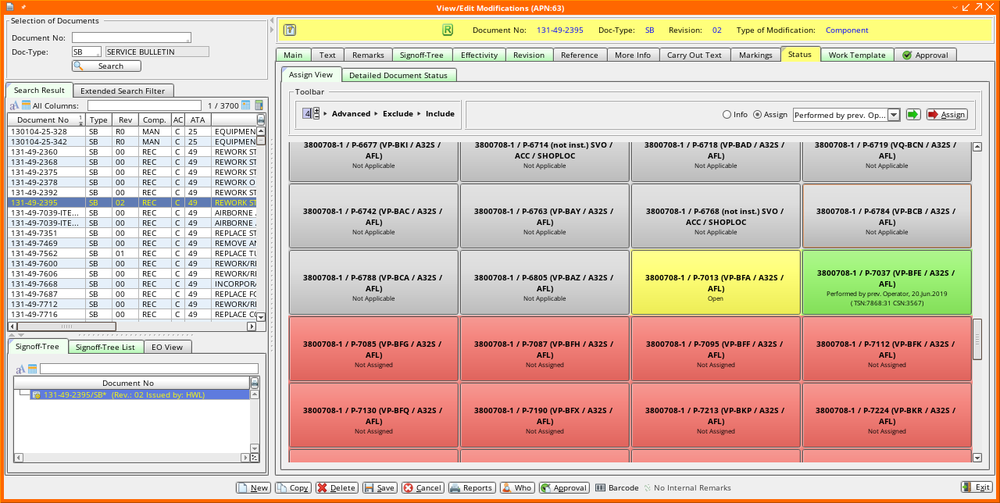 View/Edit Modifications (APN:63)
Selection of Documents
Document No:
Doc-Type: SB SERVICE BULLETIN
Search
Search Result Extended Search Filter
All Columns: 1 / 3700
Document No 1 Type Rev Comp. AC ATA
130104-25-328 SB R0 MAN C 25 EQUIPMEN
130104-25-342 SB R0 MAN C 25 EQUIPMEN
131-49-2360 SB 00 REC C 49 REWORK ST
131-49-2368 SB 00 REC C 49 REWORK ST
131-49-2375 SB 00 REC C 49 REWORK ST
131-49-2378 SB 00 REC C 49 REWORK O
131-49-2392 SB 00 REC C 49 REWORK ST
131-49-2395 SB 02 REC C 49 REWORK ST
131-49-7039-ITE... SB 00 REC C 49 AIRBORNE
131-49-7039-ITE... SB 00 REC C 49 AIRBORNE
131-49-7351 SB 00 REC C 49 REPLACE ST
131-49-7469 SB 00 REC C 49 REMOVE AN
131-49-7562 SB 01 REC C 49 REPLACE TU
131-49-7600 SB 00 REC C 49 REWORK/RI
131-49-7606 SB 00 REC C 49 REWORK/RI
131-49-7668 SB 00 REC C 49 INCORPOR
131-49-7687 SB 00 REC C 49 REPLACE FO
131-49-7712 SB 00 REC C 49 REWORK/RI
131-49-7716 SB 00 REC C 49 REPLACE CO
Signoff-Tree Signoff-Tree List EO View
Document No
131-49-2395/SB* (Rev.: 02 Issued by: HWL)
? R Document No: 131-49-2395 Doc-Type: SB Revision: 02 Type of Modification: Component
Main Text Remarks Signoff-Tree Effectivity Revision Reference More Info Carry Out Text Markings Status Work Template Approval
Assign View Detailed Document Status
Toolbar
4 Advanced Exclude Include Info Assign Performed by prev. Op... Assign
3800708-1 / P-6677 (VP-BKI / A32S / AFL)
Not Applicable
3800708-1 / P-6714 (not inst.) SVO / ACC / SHOPLOC
Not Applicable
3800708-1 / P-6718 (VP-BAD / A32S / AFL)
Not Applicable
3800708-1 / P-6719 (VQ-BCN / A32S / AFL)
Not Applicable
3800708-1 / P-6742 (VP-BAC / A32S / AFL)
Not Applicable
3800708-1 / P-6763 (VP-BAY / A32S / AFL)
Not Applicable
3800708-1 / P-6768 (not inst.) SVO / ACC / SHOPLOC
Not Applicable
3800708-1 / P-6784 (VP-BCB / A32S / AFL)
Not Applicable
3800708-1 / P-6788 (VP-BCA / A32S / AFL)
Not Applicable
3800708-1 / P-6805 (VP-BAZ / A32S / AFL)
Not Applicable
3800708-1 / P-7013 (VP-BFA / A32S / AFL)
Open
3800708-1 / P-7037 (VP-BFE / A32S / AFL)
Performed by prev. Operator, 20.Jun.2019
( TSN:7868:31 CSN:3567)
3800708-1 / P-7085 (VP-BFG / A32S / AFL)
Not Assigned
3800708-1 / P-7087 (VP-BFH / A32S / AFL)
Not Assigned
3800708-1 / P-7095 (VP-BFF / A32S / AFL)
Not Assigned
3800708-1 / P-7112 (VP-BFK / A32S / AFL)
Not Assigned
3800708-1 / P-7130 (VP-BFQ / A32S / AFL)
Not Assigned
3800708-1 / P-7190 (VP-BFX / A32S / AFL)
Not Assigned
3800708-1 / P-7213 (VP-BKP / A32S / AFL)
Not Assigned
3800708-1 / P-7224 (VP-BKR / A32S / AFL)
Not Assigned
New Copy Delete Save Cancel Reports Who Approval Barcode No Internal Remarks Exit